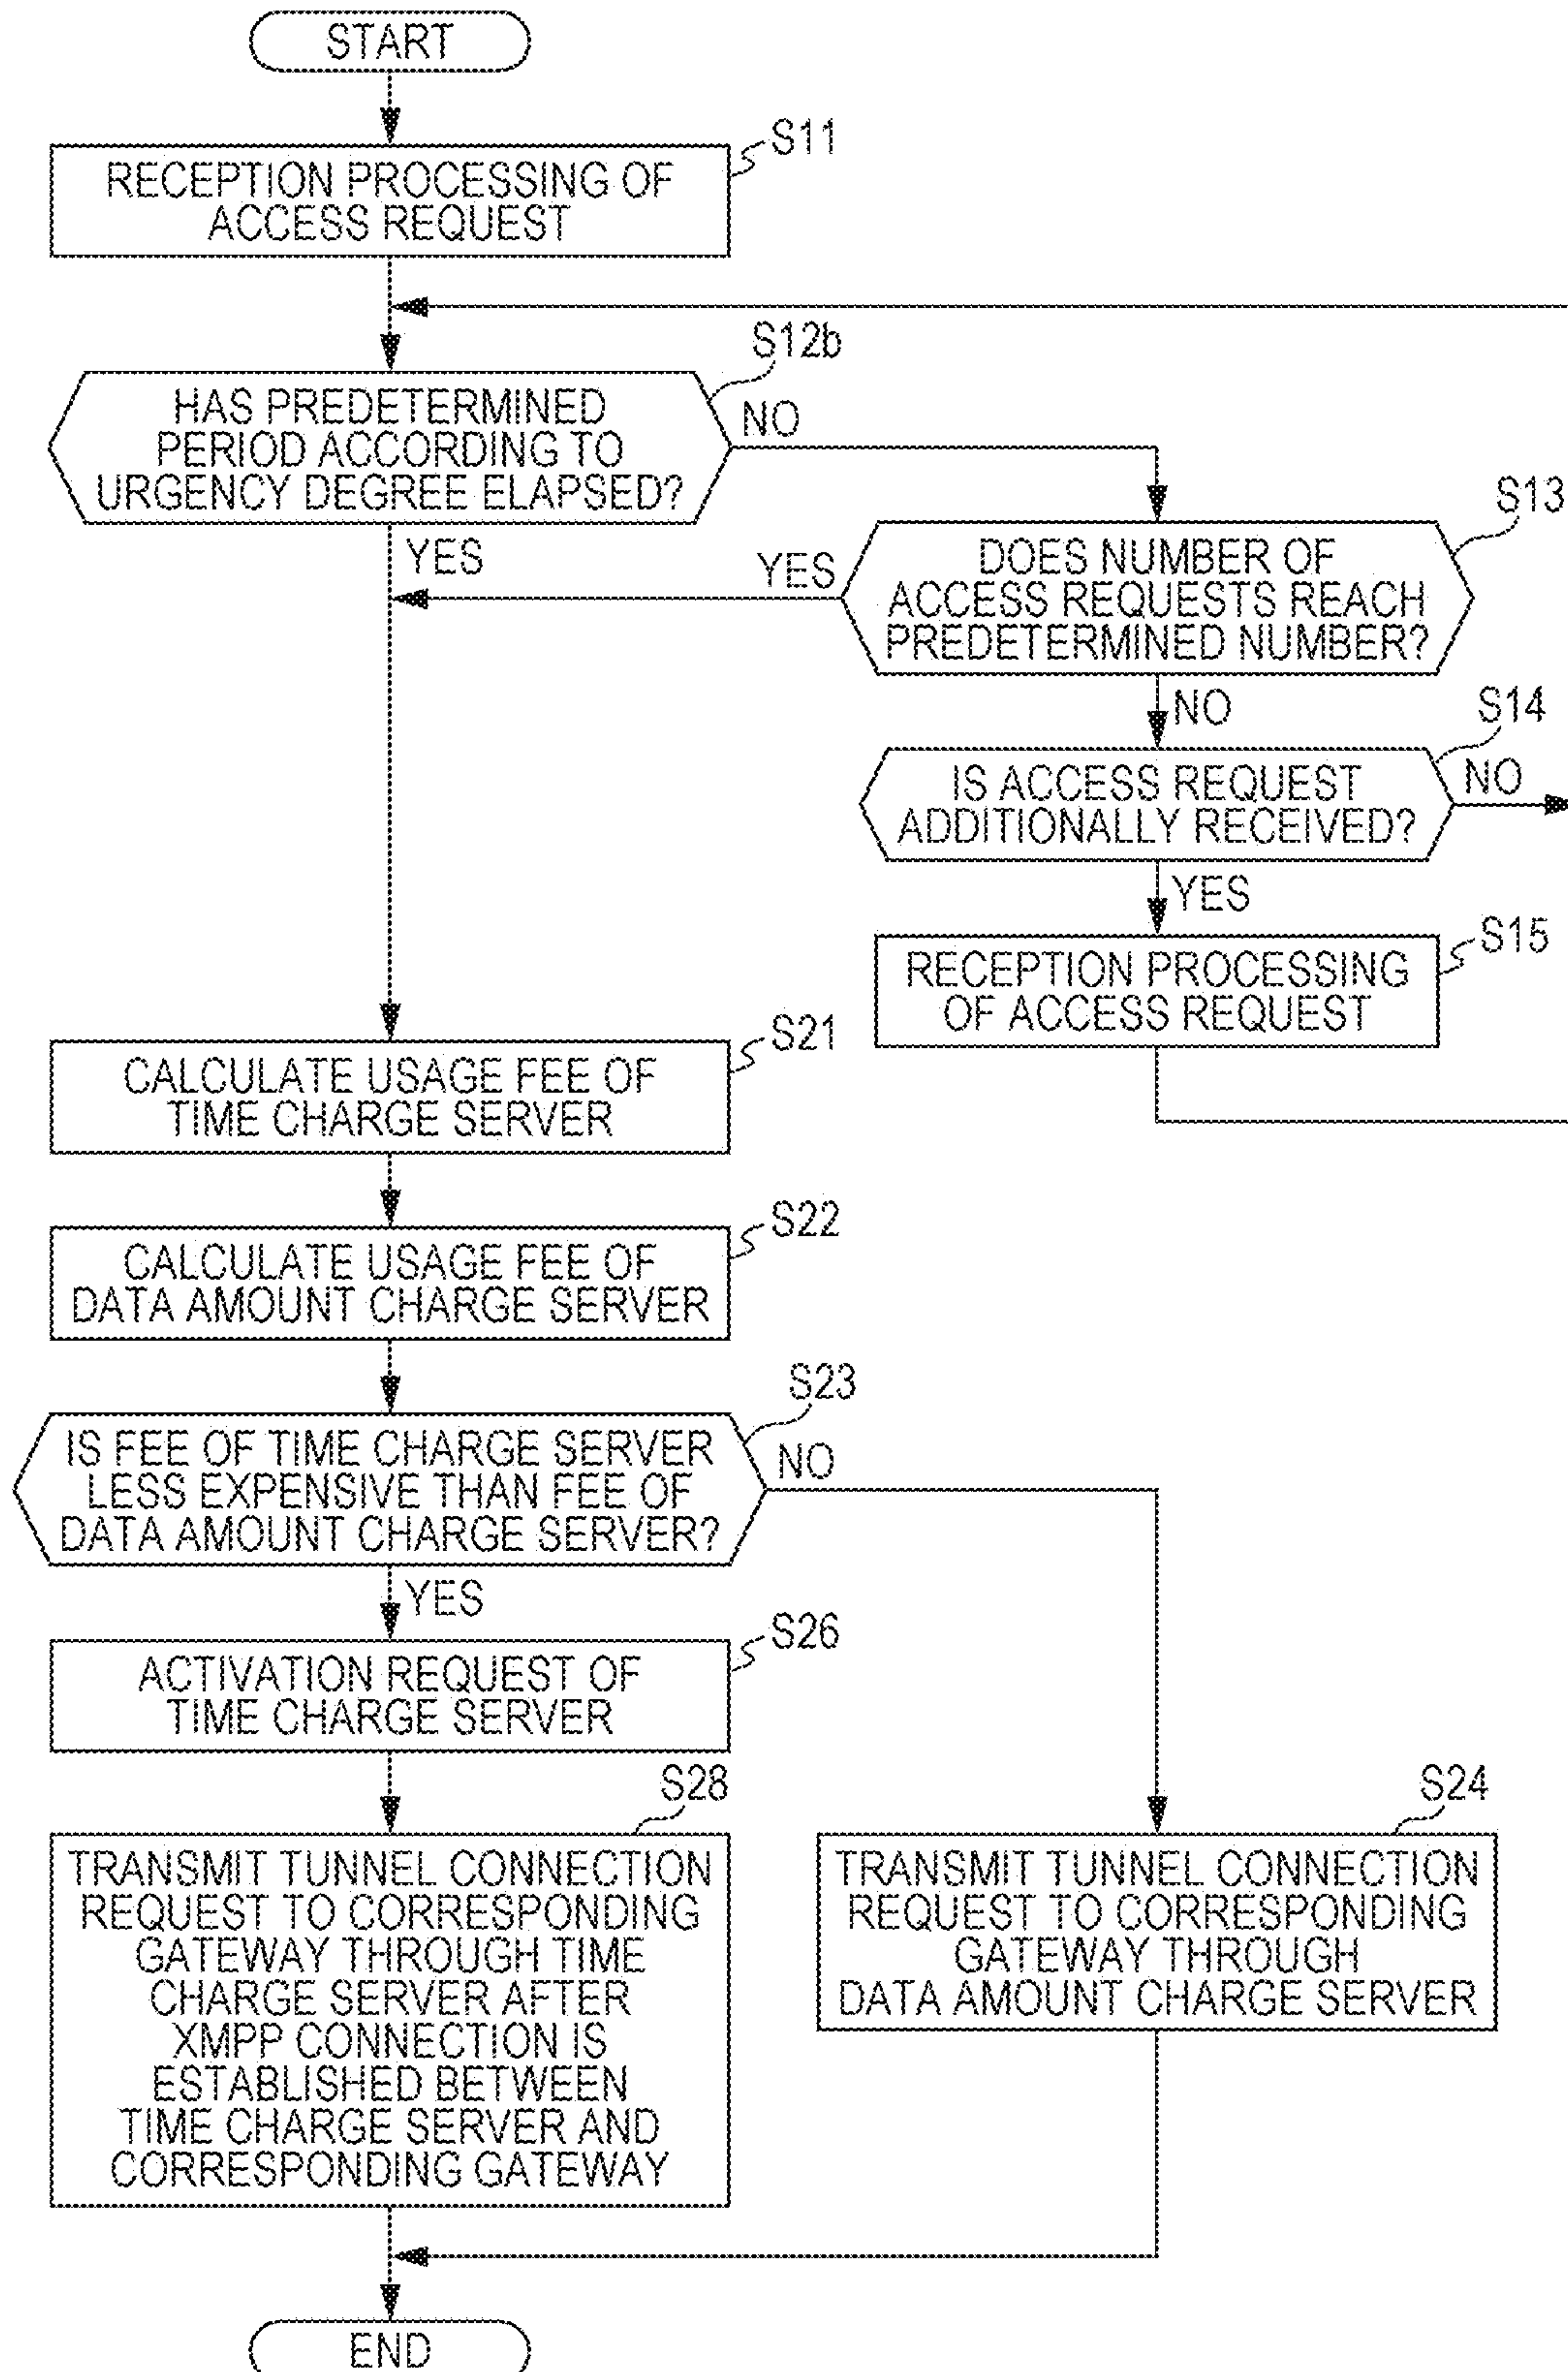 START
S11
RECEPTION PROCESSING OF
ACCESS REQUEST
S12b
HAS PREDETERMINED
PERIOD ACCORDING TO
URGENCY DEGREE ELAPSED?
NO
YES
S13
DOES NUMBER OF
ACCESS REQUESTS REACH
PREDETERMINED NUMBER?
YES
NO
S14
IS ACCESS REQUEST
ADDITIONALLY RECEIVED?
NO
YES
S15
RECEPTION PROCESSING
OF ACCESS REQUEST
S21
CALCULATE USAGE FEE OF
TIME CHARGE SERVER
S22
CALCULATE USAGE FEE OF
DATA AMOUNT CHARGE SERVER
S23
IS FEE OF TIME CHARGE SERVER
LESS EXPENSIVE THAN FEE OF
DATA AMOUNT CHARGE SERVER?
NO
YES
S26
ACTIVATION REQUEST OF
TIME CHARGE SERVER
S28
TRANSMIT TUNNEL CONNECTION
REQUEST TO CORRESPONDING
GATEWAY THROUGH TIME
CHARGE SERVER AFTER
XMPP CONNECTION IS
ESTABLISHED BETWEEN
TIME CHARGE SERVER AND
CORRESPONDING GATEWAY
S24
TRANSMIT TUNNEL CONNECTION
REQUEST TO CORRESPONDING
GATEWAY THROUGH
DATA AMOUNT CHARGE SERVER
END